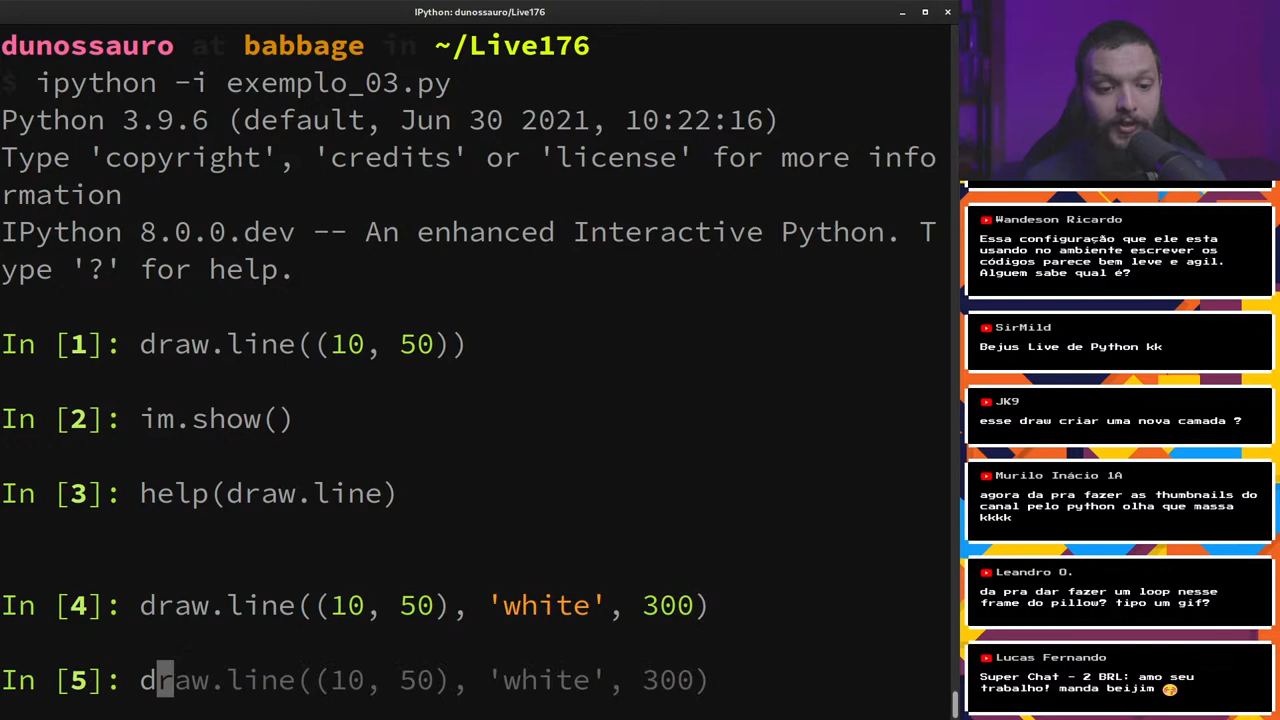 IPython: dunossauro/Live176
dunossauro at babbage in ~/Live176
$ ipython -i exemplo_03.py
Python 3.9.6 (default, Jun 30 2021, 10:22:16)
Type 'copyright', 'credits' or 'license' for more info
rmation
IPython 8.0.0.dev -- An enhanced Interactive Python. T
ype '?' for help.
In [1]: draw.line((10, 50))
In [2]: im.show()
In [3]: help(draw.line)
In [4]: draw.line((10, 50), 'white', 300)
In [5]: draw.line((10, 50), 'white', 300)
Wandeson Ricardo
Essa configuração que ele esta
usando no ambiente escrever os
códigos parece bem leve e agil.
Alguem sabe qual é?
SirMild
Bejus Live de Python kk
JK9
esse draw criar uma nova camada ?
Murilo Inácio 1A
agora da pra fazer as thumbnails do
canal pelo python olha que massa
kkkk
Leandro O.
da pra dar fazer um loop nesse
frame do pillow? tipo um gif?
Lucas Fernando
Super Chat - 2 BRL: amo seu
trabalho! manda beijim